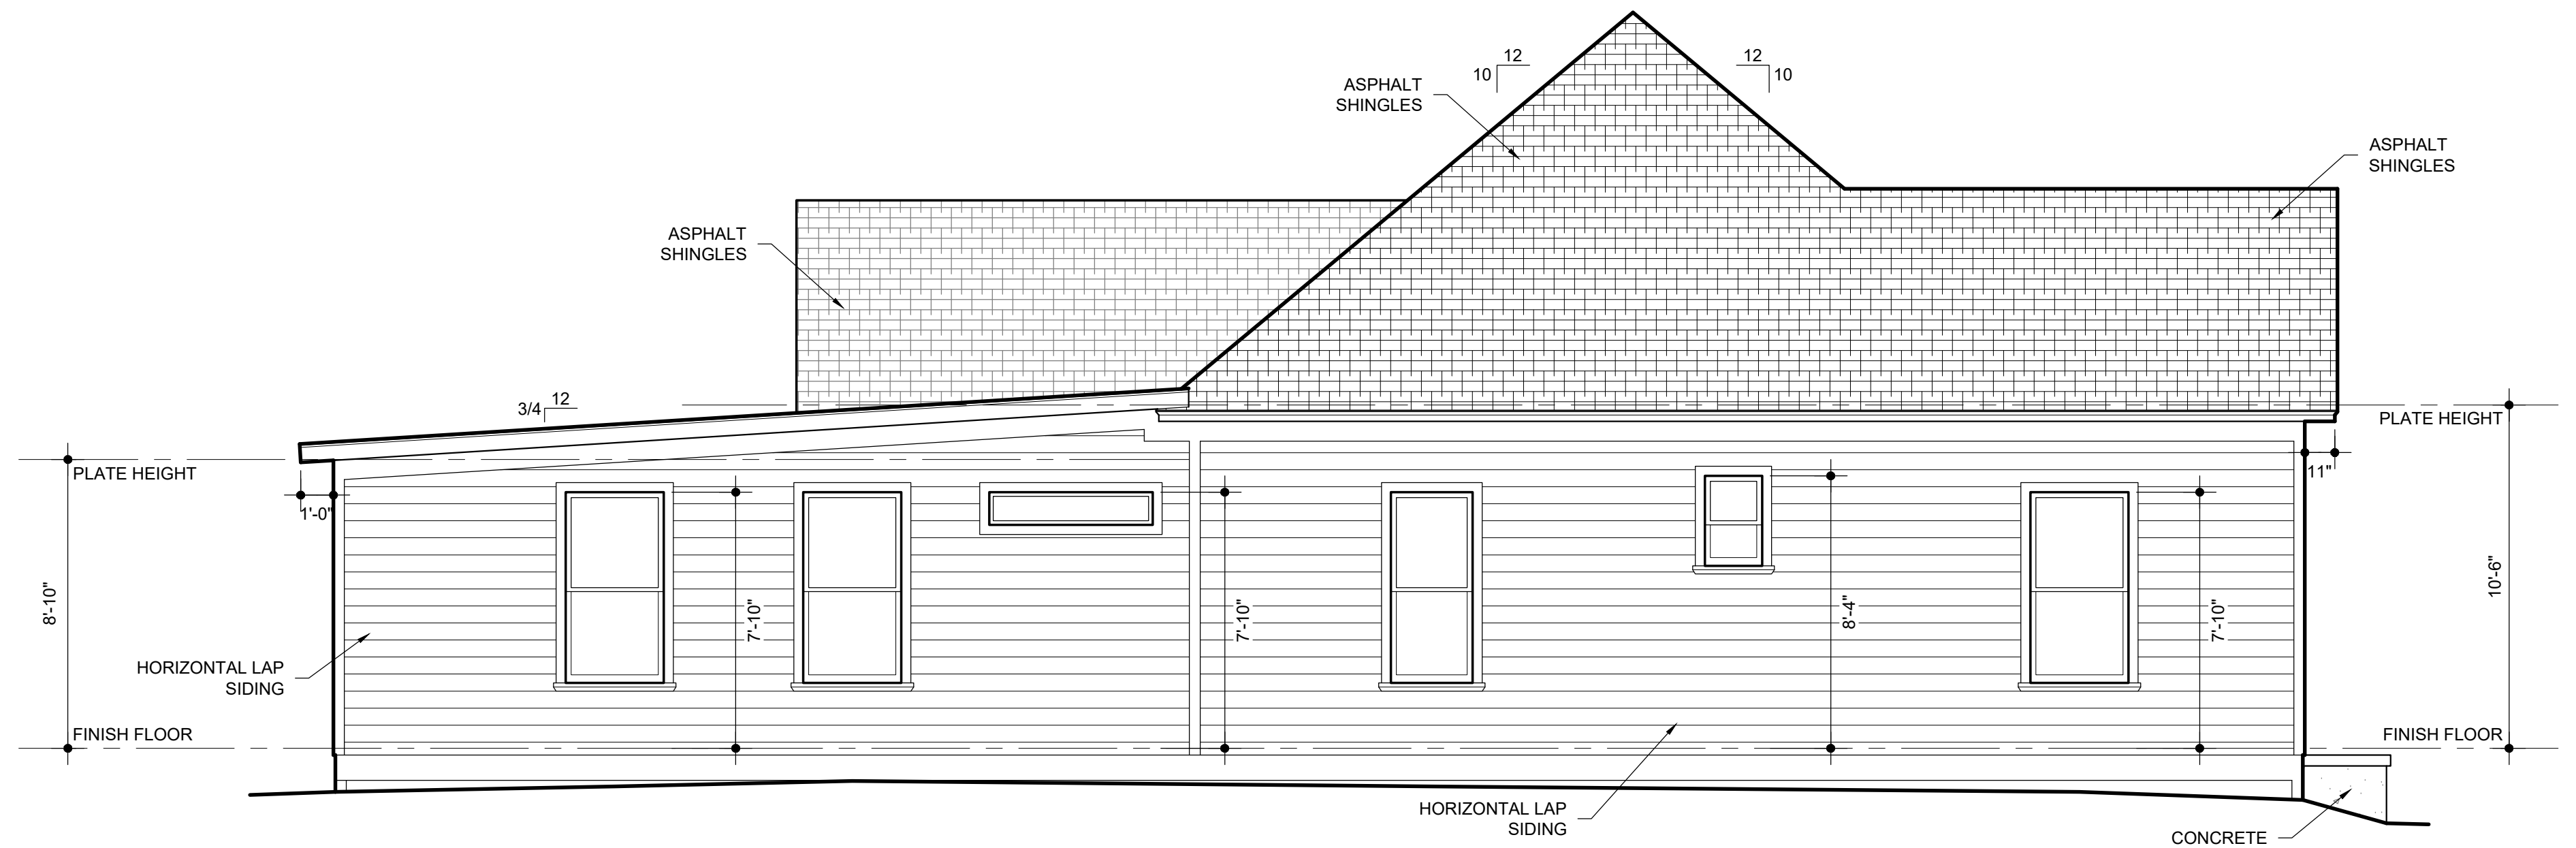 12
10
12
10
ASPHALT
SHINGLES
ASPHALT
SHINGLES
ASPHALT
SHINGLES
12
3/4
PLATE HEIGHT
PLATE HEIGHT
1'-0"
11"
8'-10"
7'-10"
7'-10"
8'-4"
7'-10"
10'-6"
HORIZONTAL LAP
SIDING
FINISH FLOOR
FINISH FLOOR
HORIZONTAL LAP
SIDING
CONCRETE